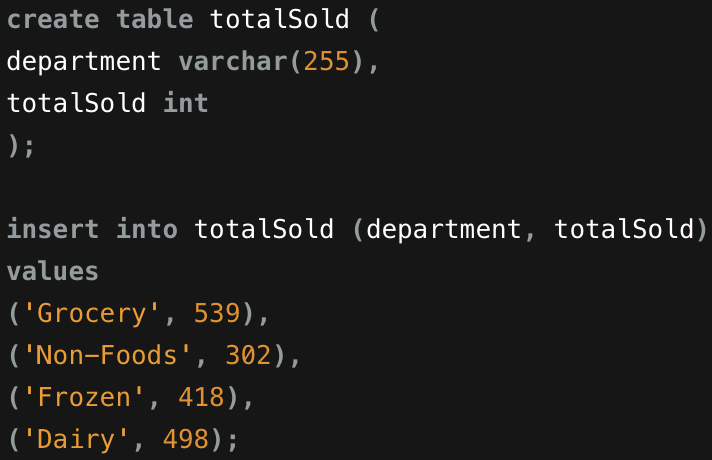 create table totalSold (
department varchar(255),
totalSold int
);
insert into totalSold (department, totalSold)
values
('Grocery', 539),
('Non-Foods', 302),
('Frozen', 418),
('Dairy', 498);